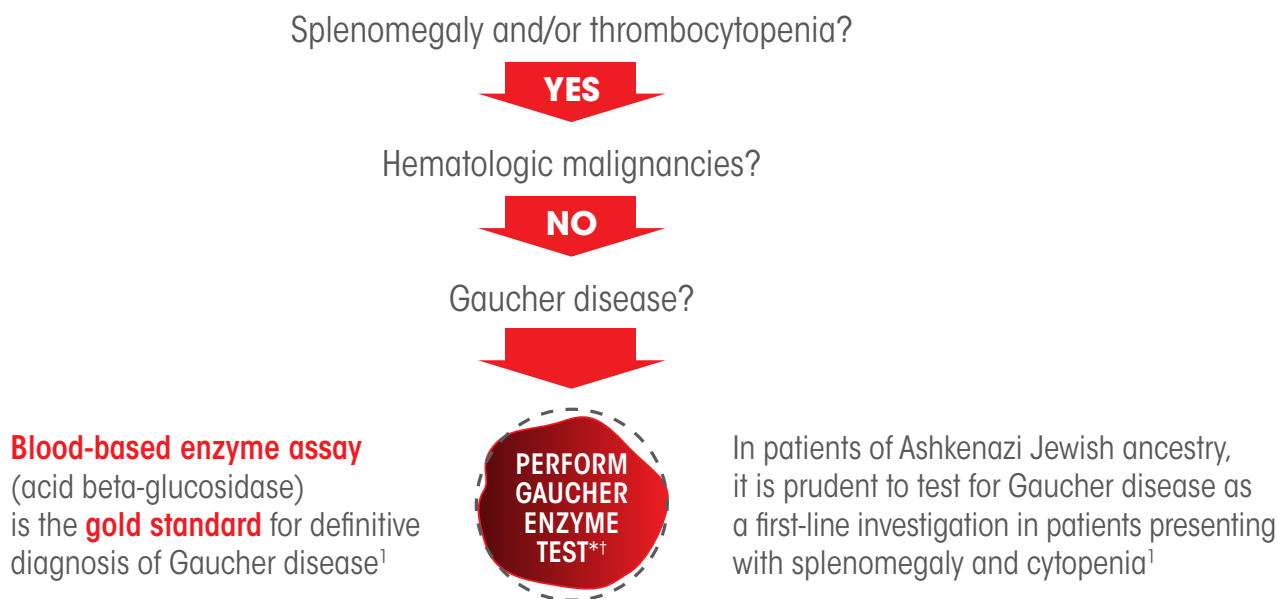 Splenomegaly and/or thrombocytopenia?
YES
Hematologic malignancies?
NO
Gaucher disease?
Blood-based enzyme assay
(acid beta-glucosidase)
is the gold standard for definitive
diagnosis of Gaucher disease¹
PERFORM
GAUCHER
ENZYME
TEST*†
In patients of Ashkenazi Jewish ancestry,
it is prudent to test for Gaucher disease as
a first-line investigation in patients presenting
with splenomegaly and cytopenia¹